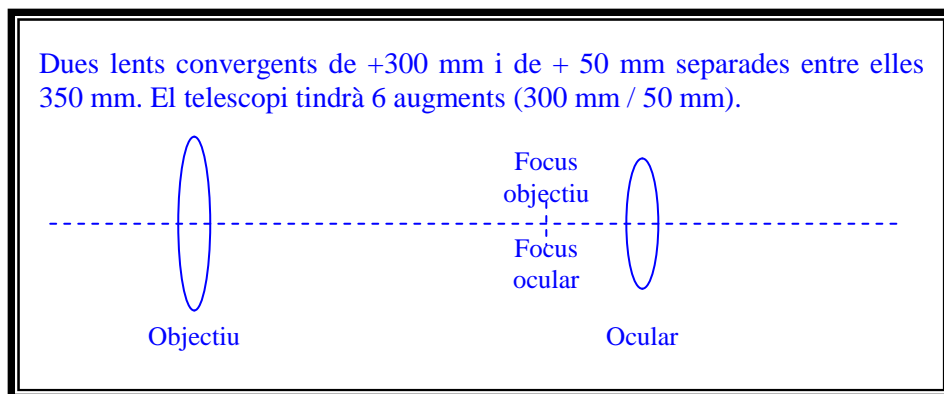 Dues lents convergents de +300 mm i de + 50 mm separades entre elles
350 mm. El telescopi tindrà 6 augments (300 mm / 50 mm).
Focus
objectiu
Focus
ocular
Objectiu
Ocular